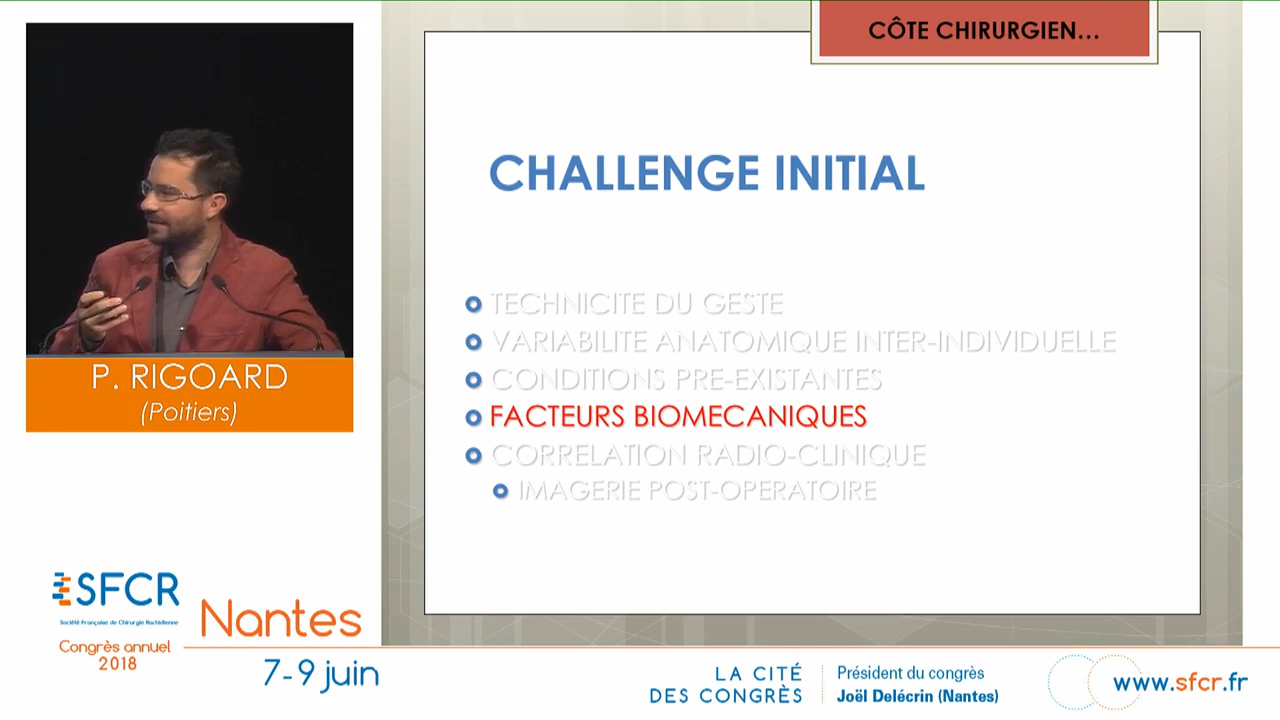 CÔTE CHIRURGIEN...
CHALLENGE INITIAL
TECHNICITE DU GESTE
VARIABILITE ANATOMIQUE INTER-INDIVIDUELLE
CONDITIONS PRE-EXISTANTES
FACTEURS BIOMECANIQUES
CORRELATION RADIO-CLINIQUE
IMAGERIE POST-OPERATOIRE
P. RIGOARD
(Poitiers)
SFCR
Société Française de Chirurgie Rachidienne
Congrès annuel
2018
Nantes
7-9 juin
LA CITÉ
DES CONGRÈS
Président du congrès
Joël Delécrin (Nantes)
www.sfcr.fr